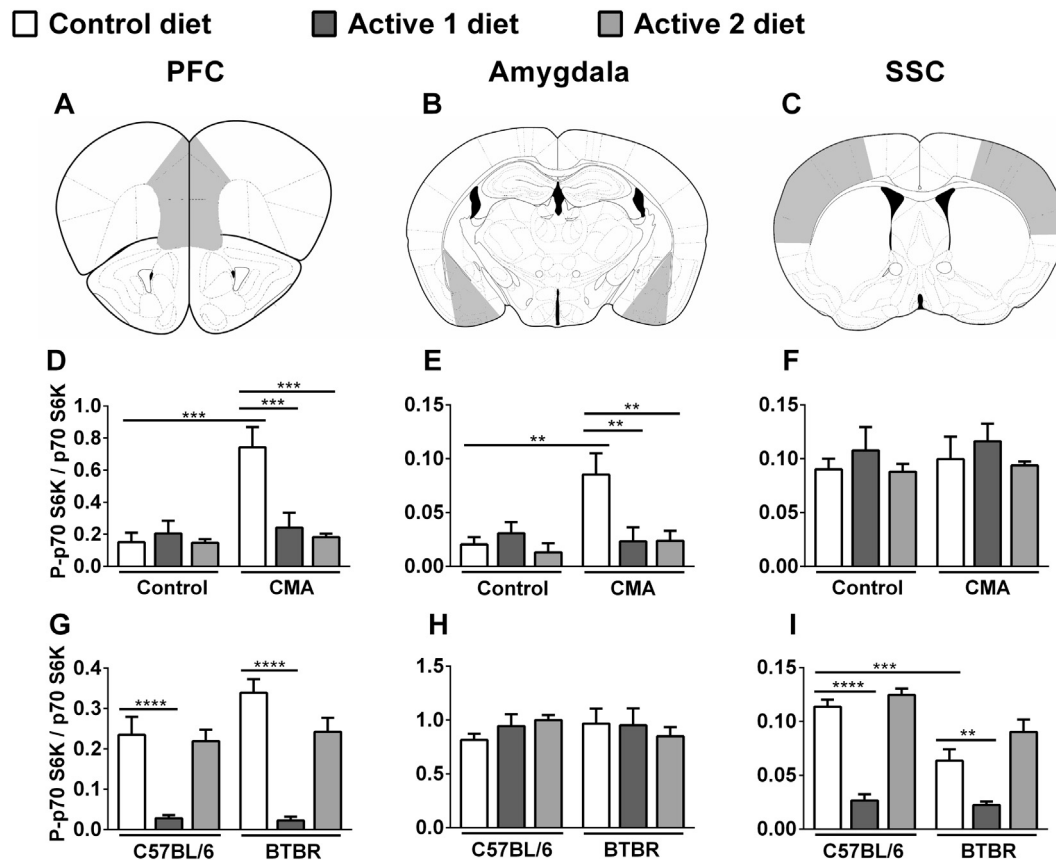 Control diet Active 1 diet Active 2 diet
PFC Amygdala SSC
A B C
D E F
P-p70 S6K / p70 S6K
1.0
0.8
0.6
0.4
0.2
0.0
***
***
***
Control CMA
0.15
0.10
0.05
0.00
**
**
**
Control CMA
0.15
0.10
0.05
0.00
Control CMA
G H I
P-p70 S6K / p70 S6K
0.4
0.3
0.2
0.1
0.0
****
****
C57BL/6 BTBR
1.5
1.0
0.5
0.0
C57BL/6 BTBR
0.15
0.10
0.05
0.00
***
****
**
C57BL/6 BTBR